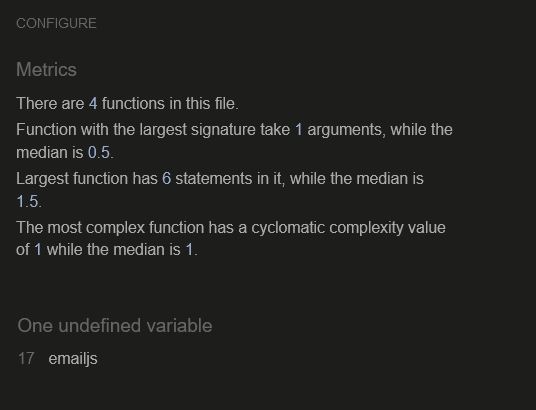 CONFIGURE
Metrics
There are 4 functions in this file.
Function with the largest signature take 1 arguments, while the
median is 0.5.
Largest function has 6 statements in it, while the median is
1.5.
The most complex function has a cyclomatic complexity value
of 1 while the median is 1.
One undefined variable
17 emailjs